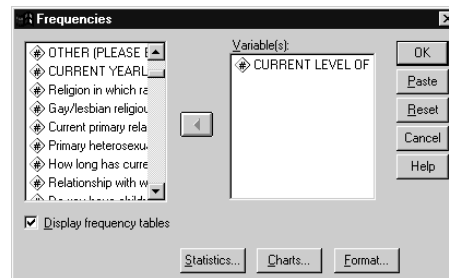 Frequencies
OTHER (PLEASE E
CURRENT YEARL
Religion in which ra
Gay/lesbian religiou
Current primary rela
Primary heterosexu
How long has curre
Relationship with w
Variable(s):
CURRENT LEVEL OF
OK
Paste
Reset
Cancel
Help
Display frequency tables
Statistics...
Charts...
Format...